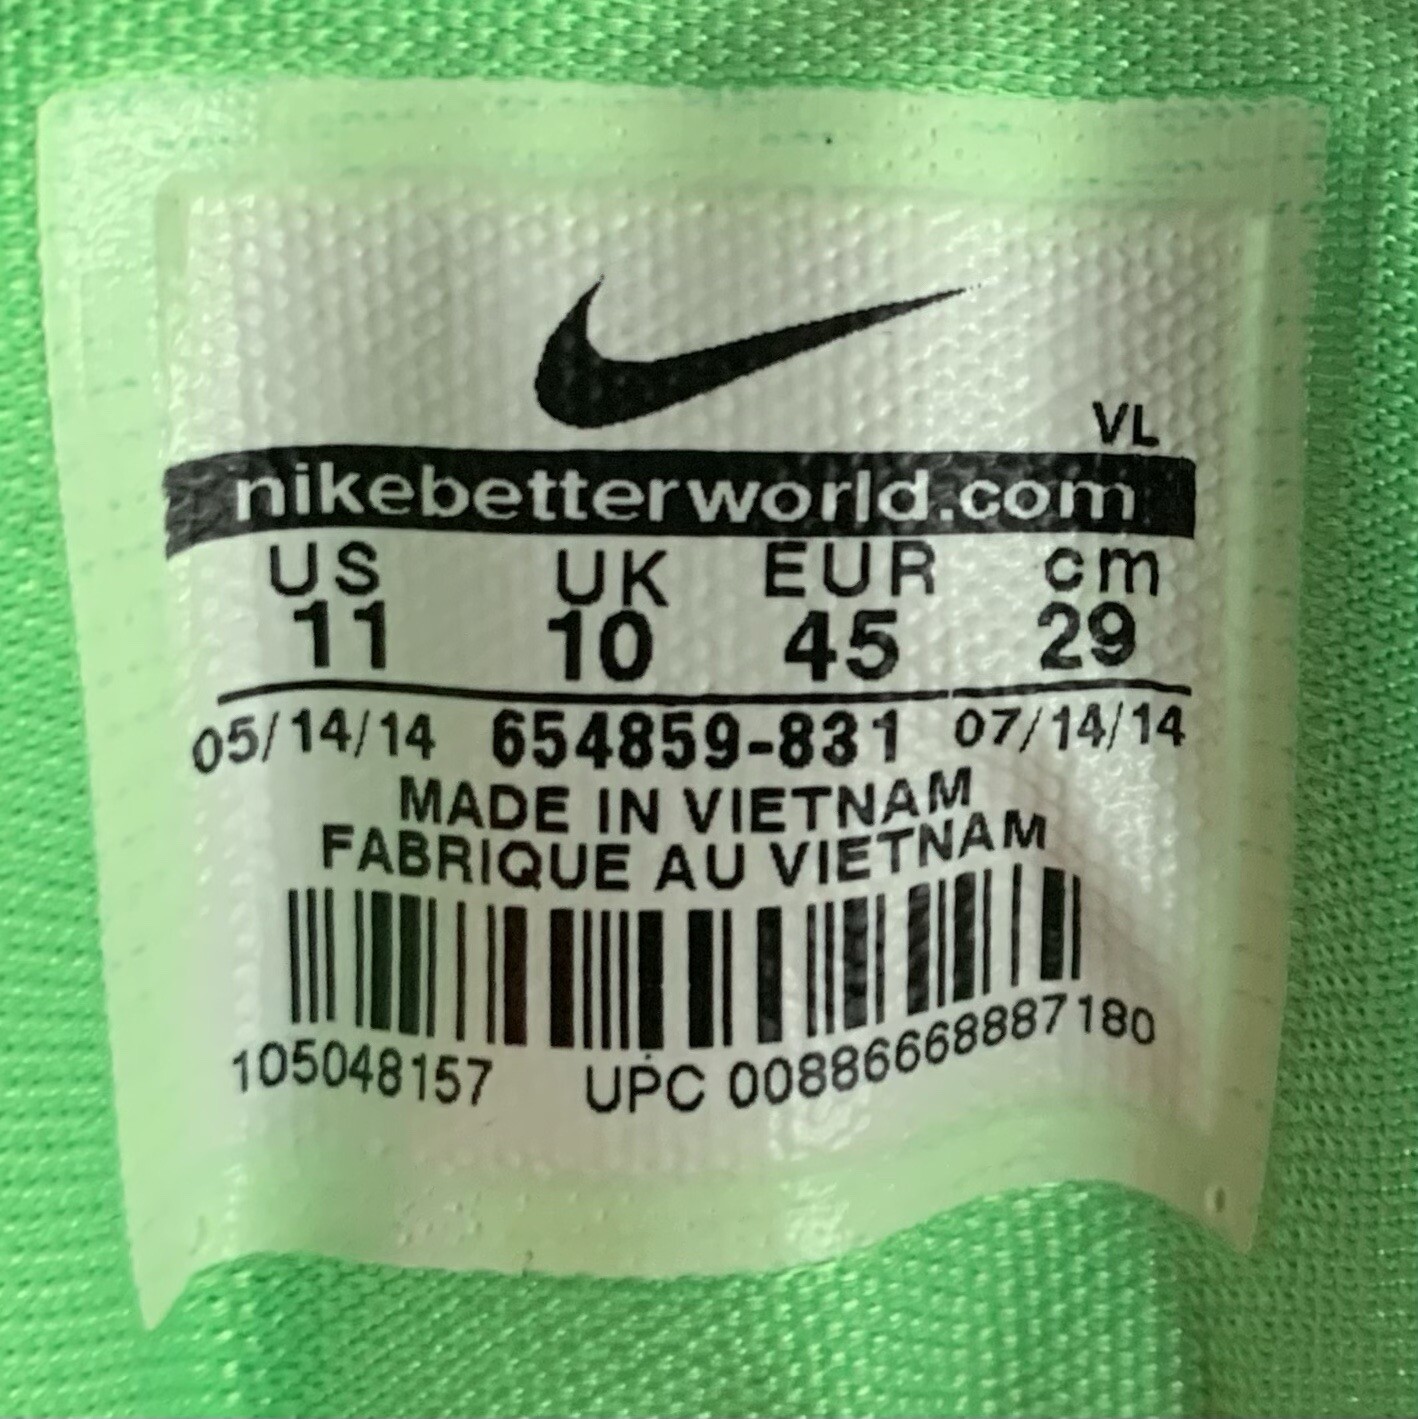 VL
nikebetterworld.com
US UK EUR cm
11 10 45 29
05/14/14 654859-831 07/14/14
MADE IN VIETNAM
FABRIQUE AU VIETNAM
105048157 UPC 00886668887180